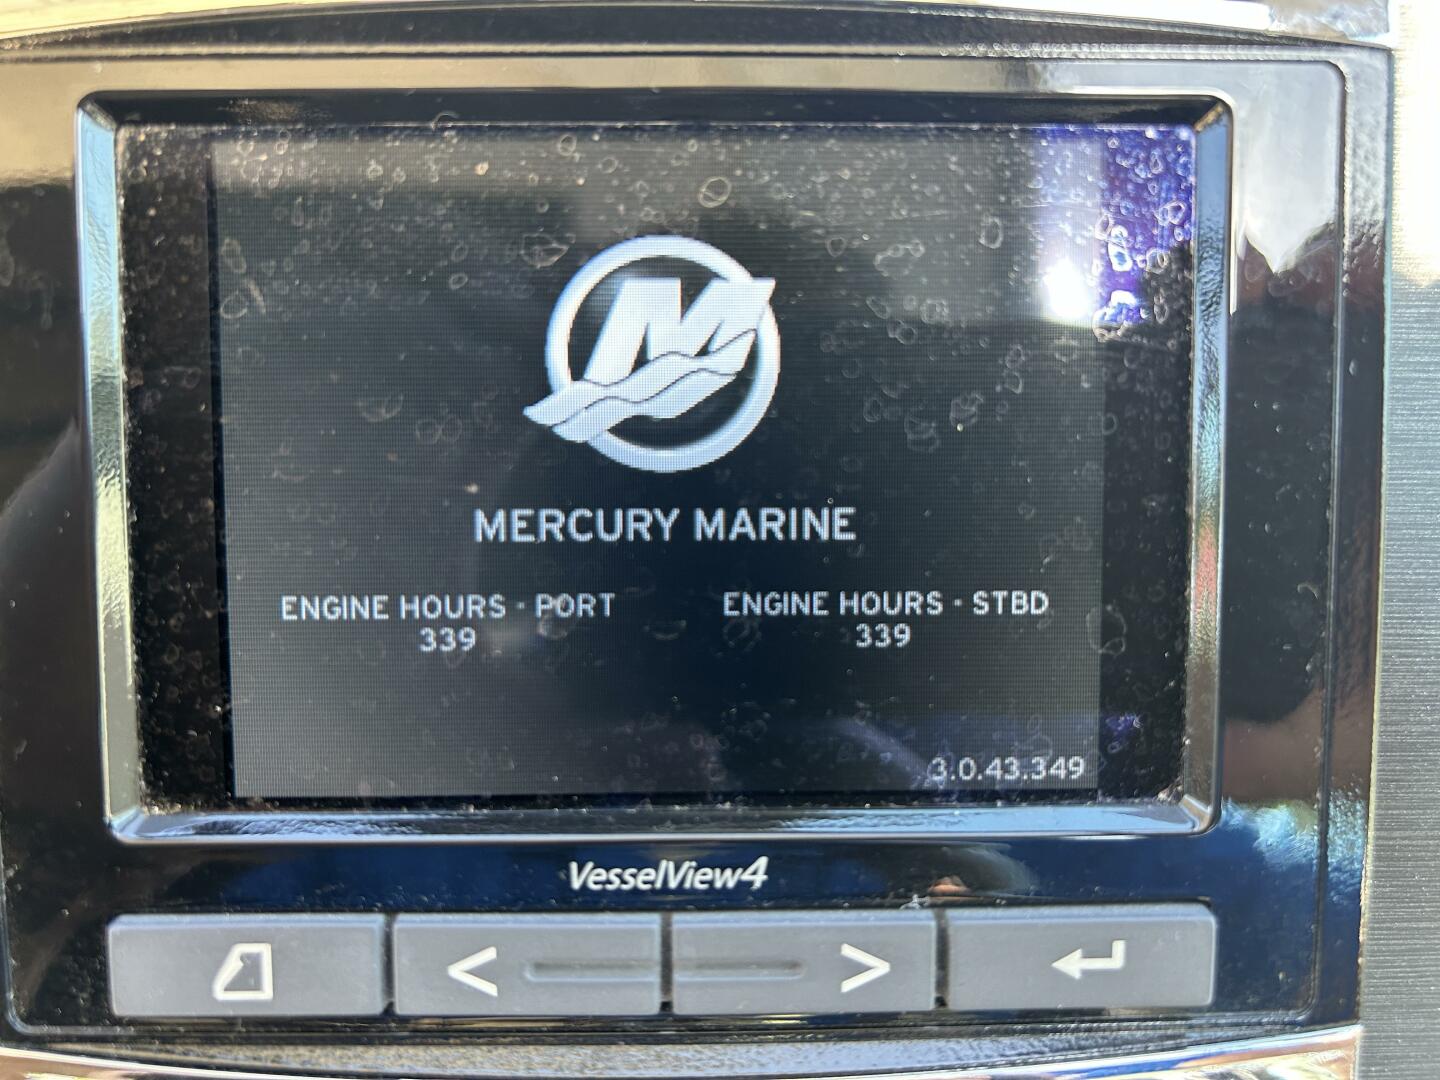 M
MERCURY MARINE
ENGINE HOURS - PORT
339
ENGINE HOURS - STBD
339
3.0.43.349
VesselView4